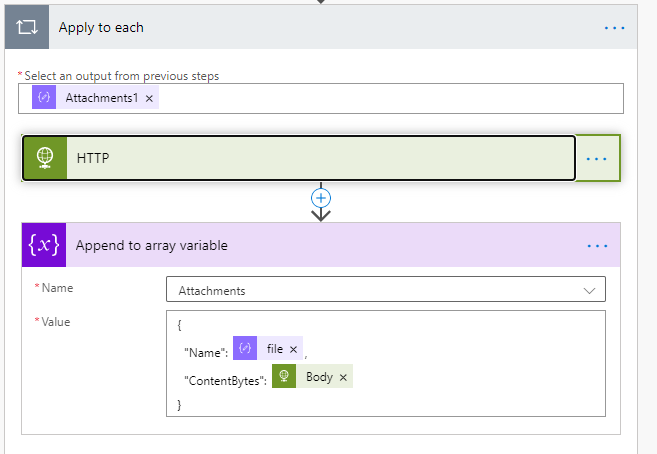 Apply to each
* Select an output from previous steps
Attachments1 ×
HTTP
{x} Append to array variable
* Name Attachments
* Value {
"Name": file × ,
"ContentBytes": Body ×
}